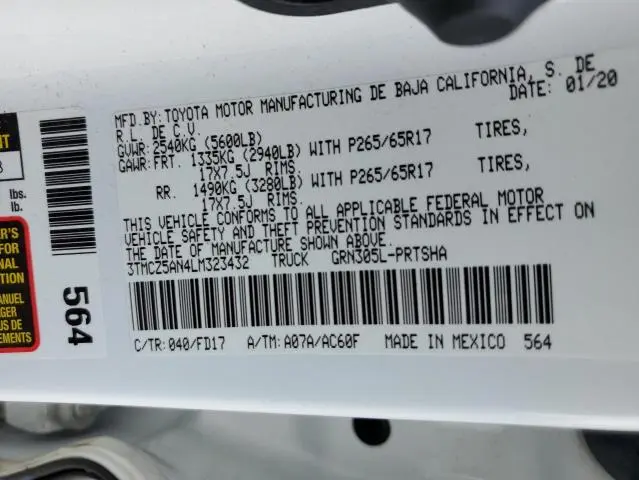 MFD.BY:TOYOTA MOTOR MANUFACTURING DE BAJA CALIFORNIA, S. DE
R.L. DE C.V. DATE: 01/20
GVWR:2540KG (5600LB)
GAWR:FRT. 1335KG (2940LB) WITH P265/65R17 TIRES,
17X7.5J RIMS.
RR. 1490KG (3280LB) WITH P265/65R17 TIRES,
17X7.5J RIMS.
THIS VEHICLE CONFORMS TO ALL APPLICABLE FEDERAL MOTOR
VEHICLE SAFETY AND THEFT PREVENTION STANDARDS IN EFFECT ON
THE DATE OF MANUFACTURE SHOWN ABOVE.
3TMCZ5AN4LM323432 TRUCK GRN305L-PRTSHA
C/TR:040/FD17 A/TM:A07A/AC60F MADE IN MEXICO 564
564
lbs.
lb.